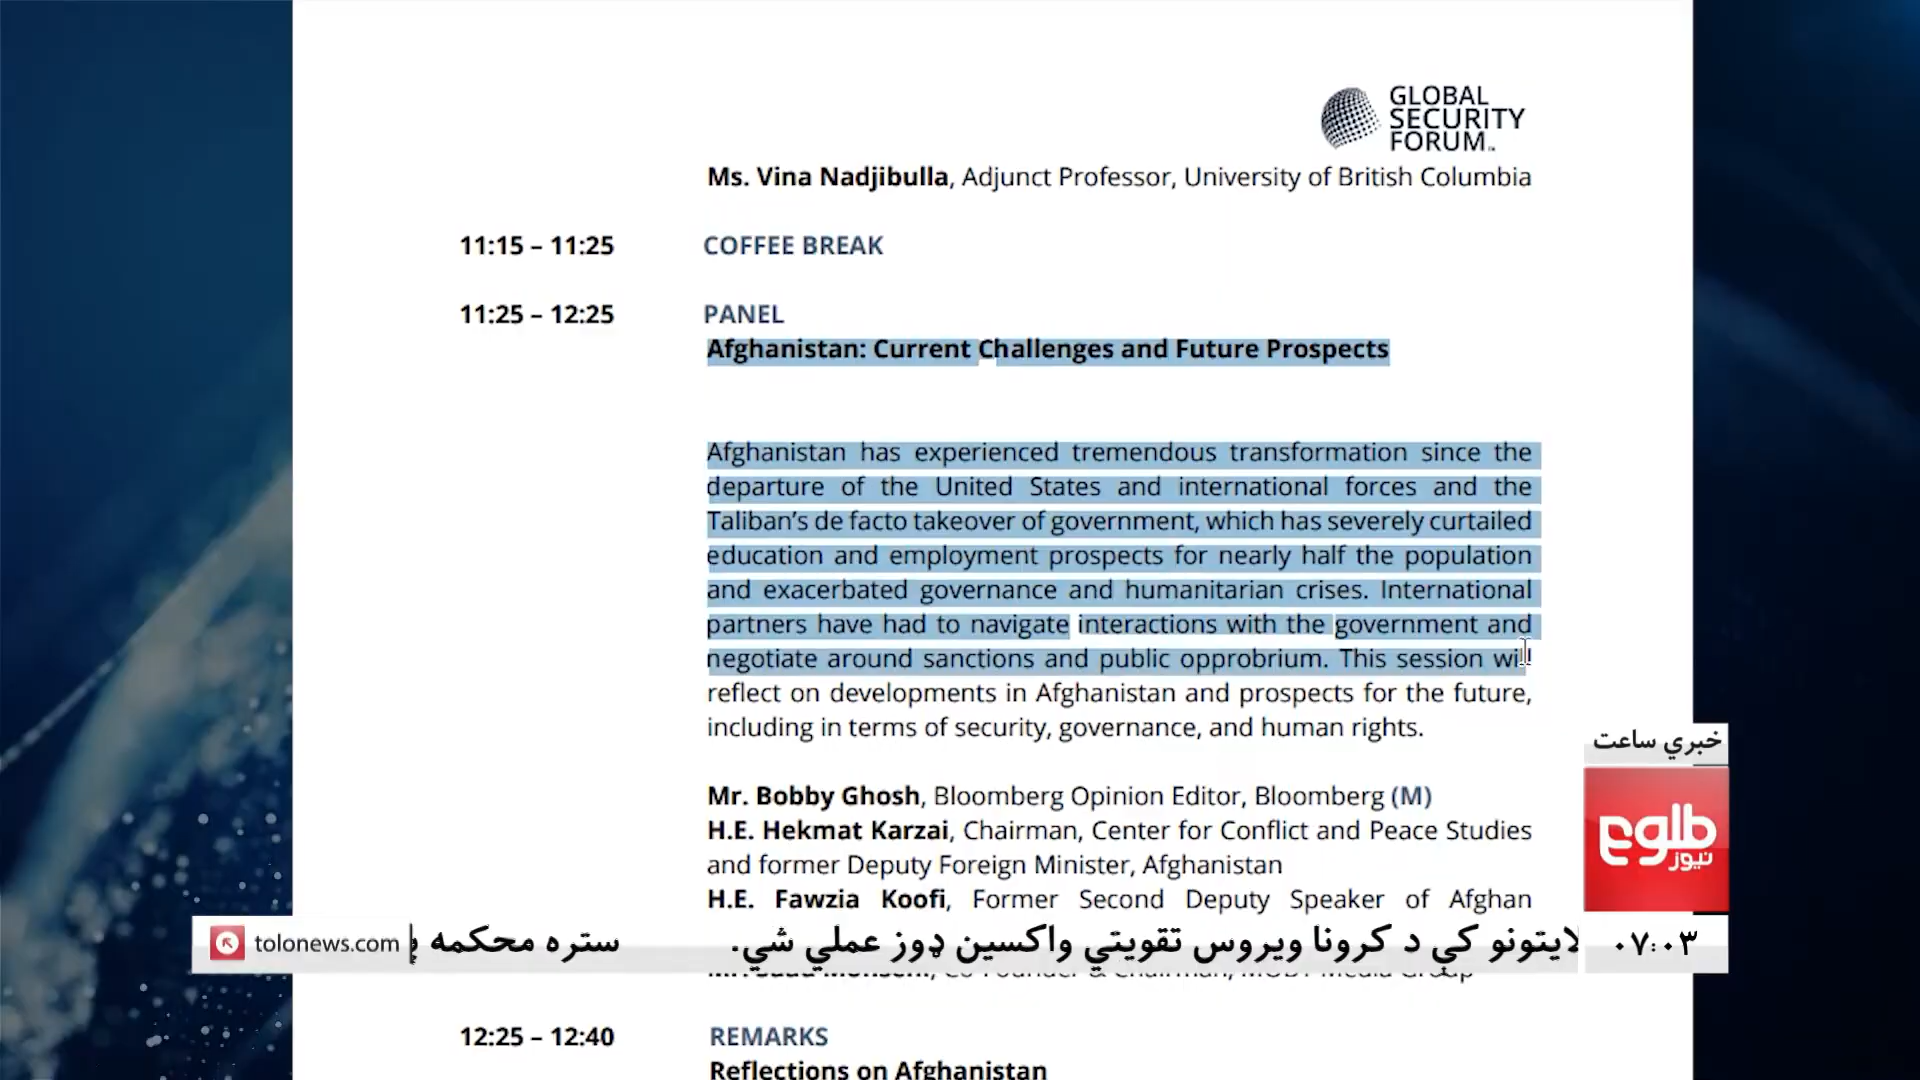 GLOBAL
SECURITY
FORUM
Ms. Vina Nadjibulla, Adjunct Professor, University of British Columbia
11:15 – 11:25 COFFEE BREAK
11:25 – 12:25 PANEL
Afghanistan: Current Challenges and Future Prospects
Afghanistan has experienced tremendous transformation since the
departure of the United States and international forces and the
Taliban’s de facto takeover of government, which has severely curtailed
education and employment prospects for nearly half the population
and exacerbated governance and humanitarian crises. International
partners have had to navigate interactions with the government and
negotiate around sanctions and public opprobrium. This session will
reflect on developments in Afghanistan and prospects for the future,
including in terms of security, governance, and human rights.
Mr. Bobby Ghosh, Bloomberg Opinion Editor, Bloomberg (M)
H.E. Hekmat Karzai, Chairman, Center for Conflict and Peace Studies
and former Deputy Foreign Minister, Afghanistan
H.E. Fawzia Koofi, Former Second Deputy Speaker of Afghan
خبري ساعت
طلوع
نیوز
لایتونو کې د کرونا ویروس تقویتي واکسین ډوز عملي شي. ستره محکمه
tolonews.com
۰۷:۰۳
12:25 – 12:40 REMARKS
Reflections on Afghanistan